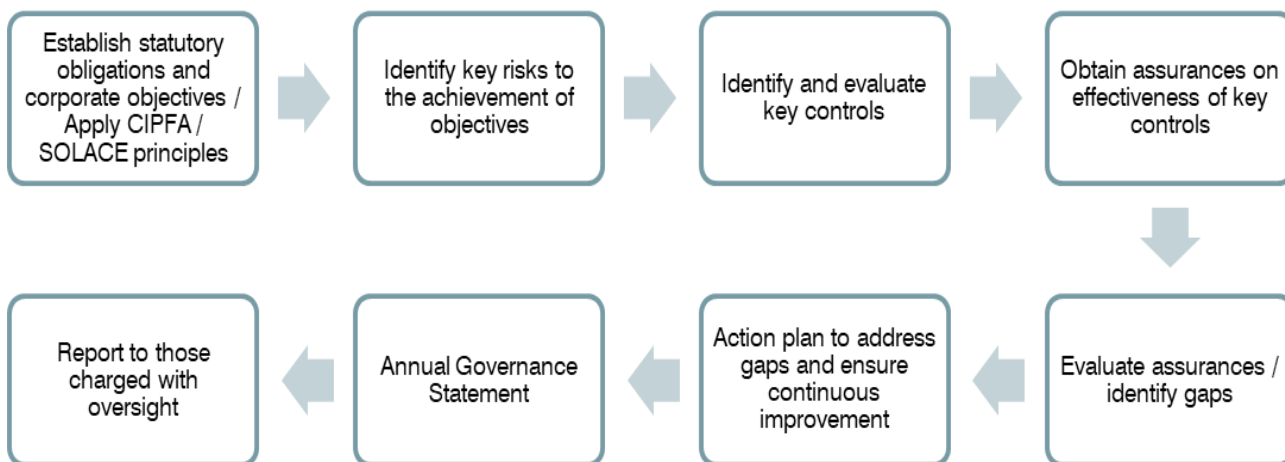 Establish statutory
obligations and
corporate objectives /
Apply CIPFA /
SOLACE principles
Identify key risks to
the achievement of
objectives
Identify and evaluate
key controls
Obtain assurances on
effectiveness of key
controls
Evaluate assurances /
identify gaps
Action plan to address
gaps and ensure
continuous
improvement
Annual Governance
Statement
Report to those
charged with
oversight